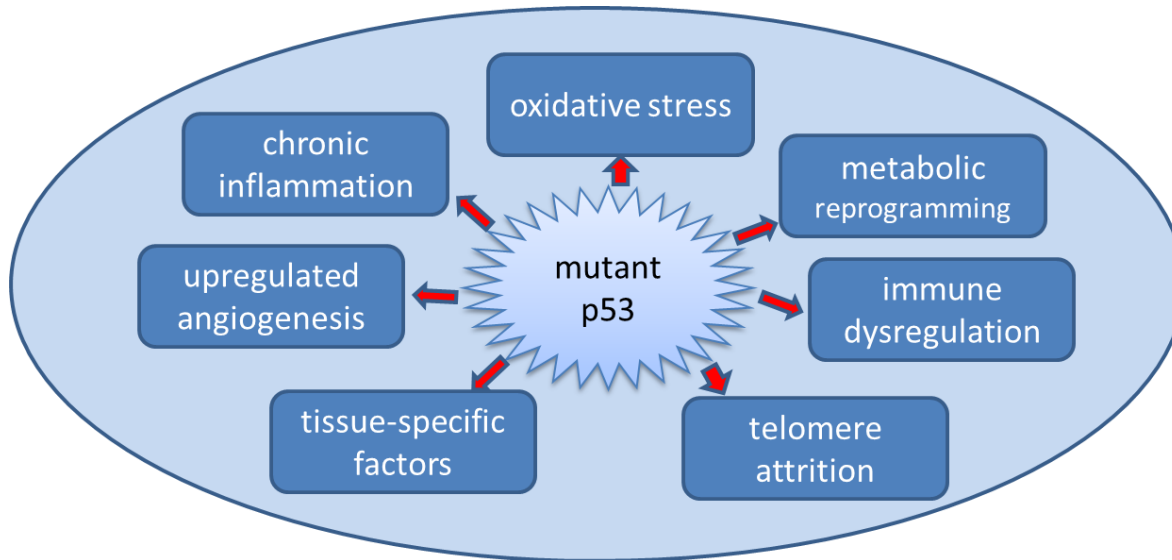 oxidative stress
chronic
inflammation
metabolic
reprogramming
upregulated
angiogenesis
mutant
p53
immune
dysregulation
tissue-specific
factors
telomere
attrition